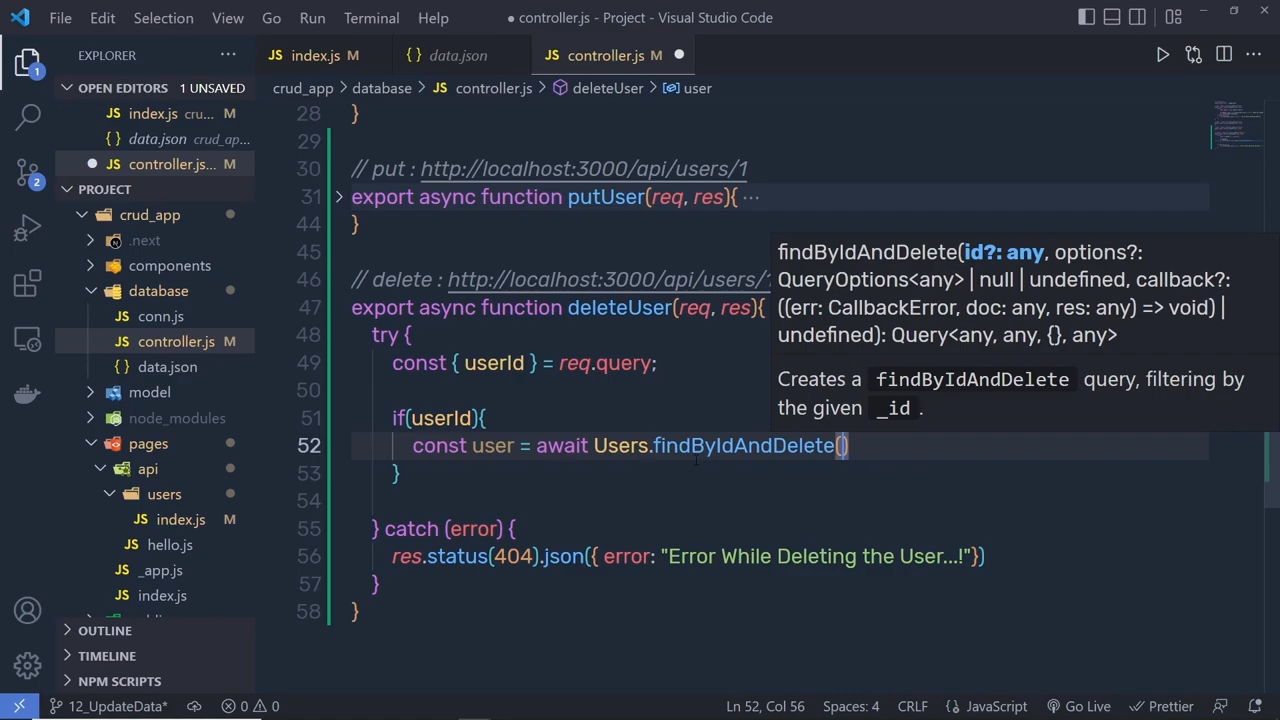 File Edit Selection View Go Run Terminal Help
● controller.js - Project - Visual Studio Code
EXPLORER ...
JS index.js M
{} data.json
JS controller.js M ●
1
OPEN EDITORS 1 UNSAVED
JS index.js cru... M
{} data.json crud_ap...
● JS controller.js... M
2
PROJECT
crud_app
.next
components
database
JS conn.js
JS controller.js M
{} data.json
model
node_modules
pages
api
users
JS index.js M
JS hello.js
JS _app.js
JS index.js
OUTLINE
TIMELINE
NPM SCRIPTS
crud_app > database > JS controller.js > deleteUser > user
28 }
29
30 // put : http://localhost:3000/api/users/1
31 export async function putUser(req, res){ ...
44 }
45
46 // delete : http://localhost:3000/api/users/1
47 export async function deleteUser(req, res){
48 try {
49 const { userId } = req.query;
50
51 if(userId){
52 const user = await Users.findByIdAndDelete()
53 }
54
55 } catch (error) {
56 res.status(404).json({ error: "Error While Deleting the User...!"})
57 }
58 }
findByIdAndDelete(id?: any, options?:
QueryOptions<any> | null | undefined, callback?:
((err: CallbackError, doc: any, res: any) => void) |
undefined): Query<any, any, {}, any>
Creates a findByIdAndDelete query, filtering by
the given _id .
12_UpdateData* 0 0 Ln 52, Col 56 Spaces: 4 CRLF {} JavaScript Go Live Prettier